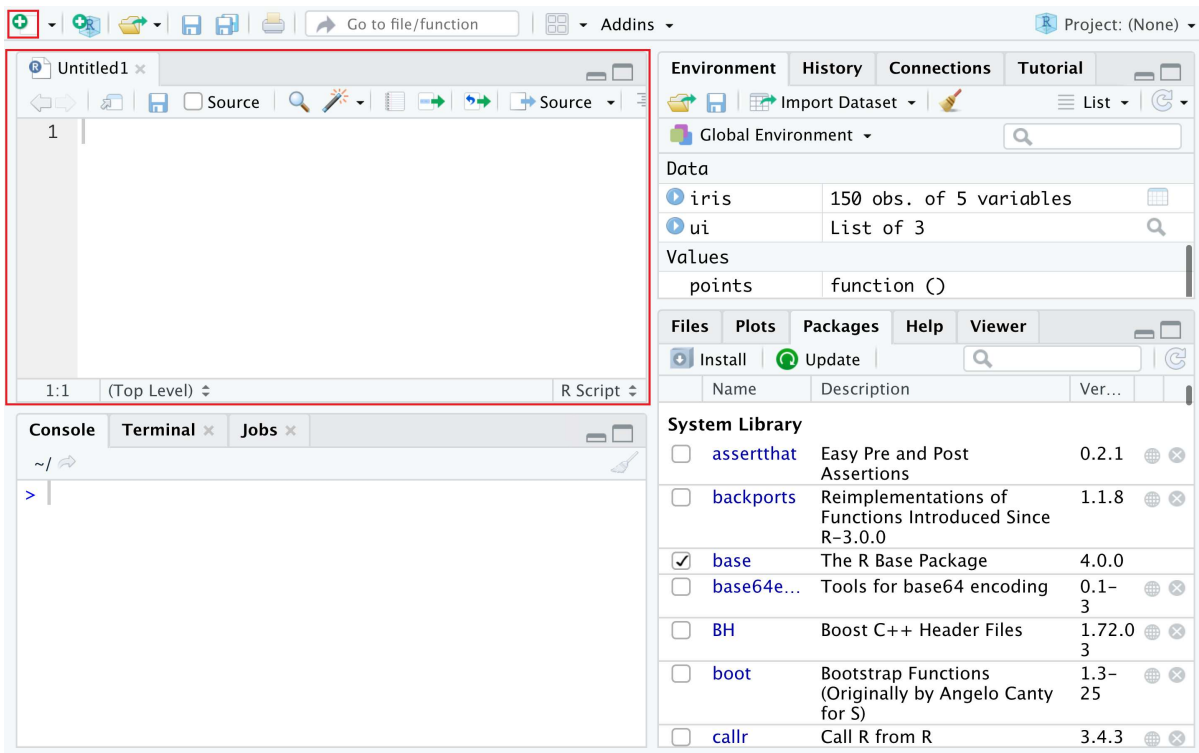 Go to file/function Addins Project: (None)
Untitled1
Source Source
1
1:1 (Top Level) R Script
Console Terminal Jobs
~/
>
Environment History Connections Tutorial
Import Dataset List
Global Environment
Data
iris 150 obs. of 5 variables
ui List of 3
Values
points function ()
Files Plots Packages Help Viewer
Install Update
Name Description Ver...
System Library
assertthat Easy Pre and Post 0.2.1
Assertions
backports Reimplementations of 1.1.8
Functions Introduced Since
R-3.0.0
base The R Base Package 4.0.0
base64e... Tools for base64 encoding 0.1-
3
BH Boost C++ Header Files 1.72.0
3
boot Bootstrap Functions 1.3-
(Originally by Angelo Canty 25
for S)
callr Call R from R 3.4.3